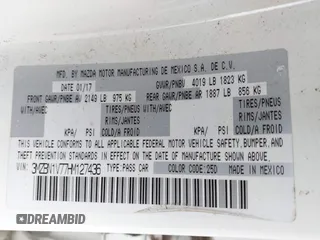 MFD. BY MAZDA MOTOR MANUFACTURING DE MEXICO S.A. DE C.V.
DATE 01/17 GVWR/PNBV 4019 LB 1823 KG
FRONT GAWR/PNBE AV 2149 LB 975 KG REAR GAWR/PNBE AR 1887 LB 856 KG
WITH/AVEC TIRES/PNEUS WITH/AVEC TIRES/PNEUS
RIMS/JANTES, RIMS/JANTES,
KPA/ PSI COLD/A FROID KPA/ PSI COLD/A FROID
THIS VEHICLE CONFORMS TO ALL APPLICABLE FEDERAL MOTOR VEHICLE SAFETY, BUMPER,
AND THEFT PREVENTION STANDARDS IN EFFECT ON THE DATE OF MANUFACTURE SHOWN ABOVE.
VIN: 3MZBN1V77HM127436 TYPE:PASS CAR COLOR CODE:25D MADE IN MEXICO
AUTOBIDCAR